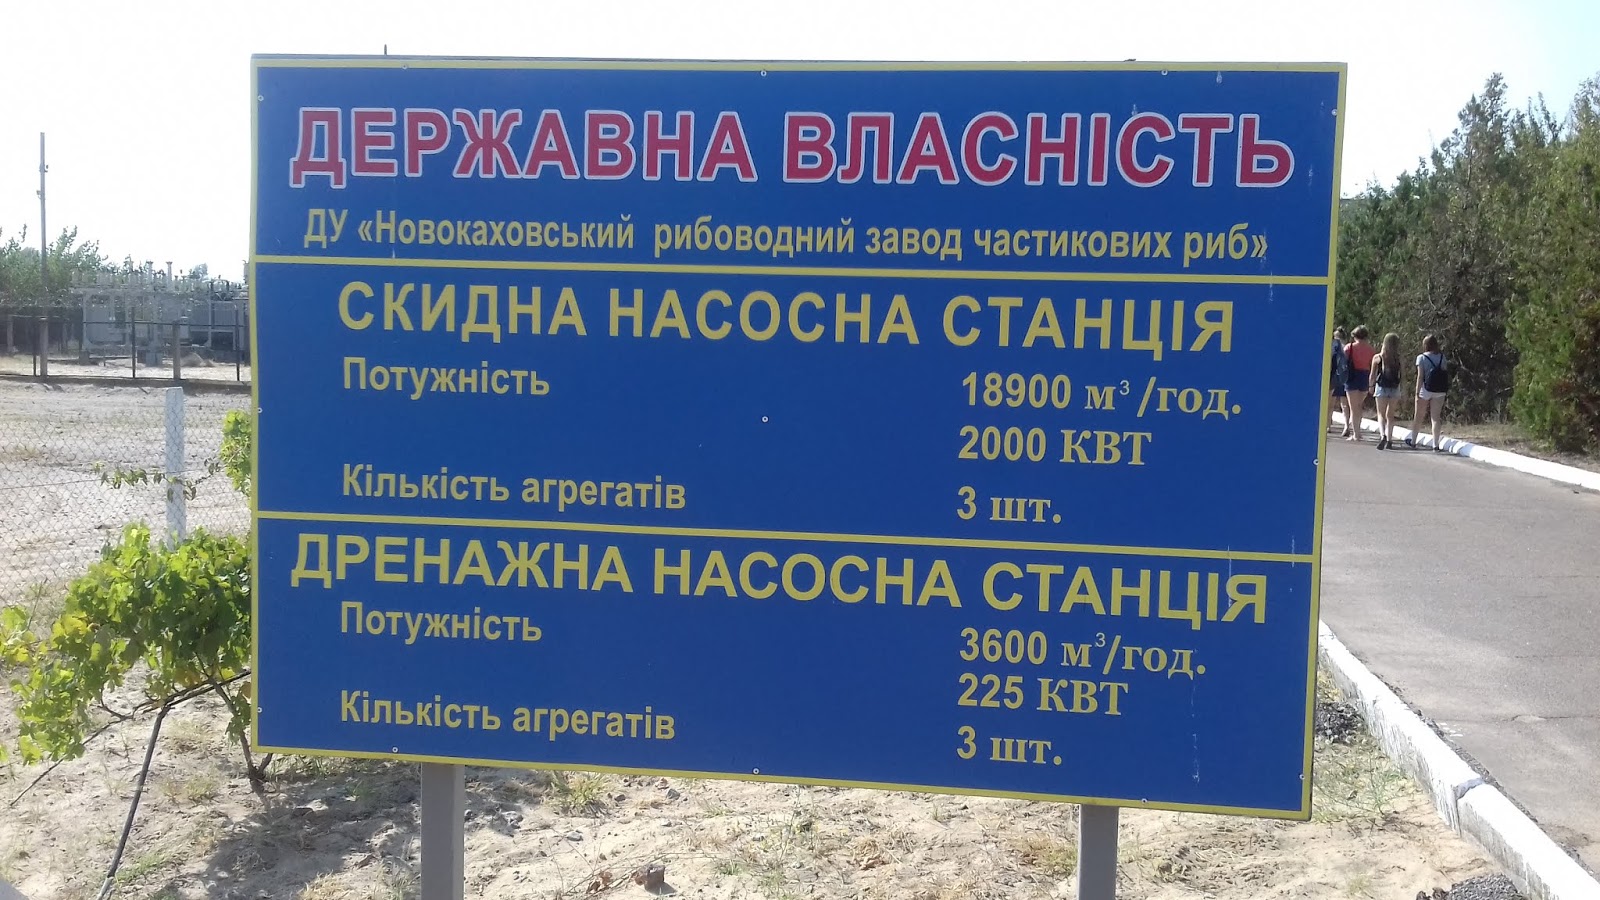 ДЕРЖАВНА ВЛАСНІСТЬ
ДУ «Новокаховський рибоводний завод частикових риб»
СКИДНА НАСОСНА СТАНЦІЯ
Потужність 18900 м³/год.
2000 КВТ
Кількість агрегатів 3 шт.
ДРЕНАЖНА НАСОСНА СТАНЦІЯ
Потужність 3600 м³/год.
225 КВТ
Кількість агрегатів 3 шт.